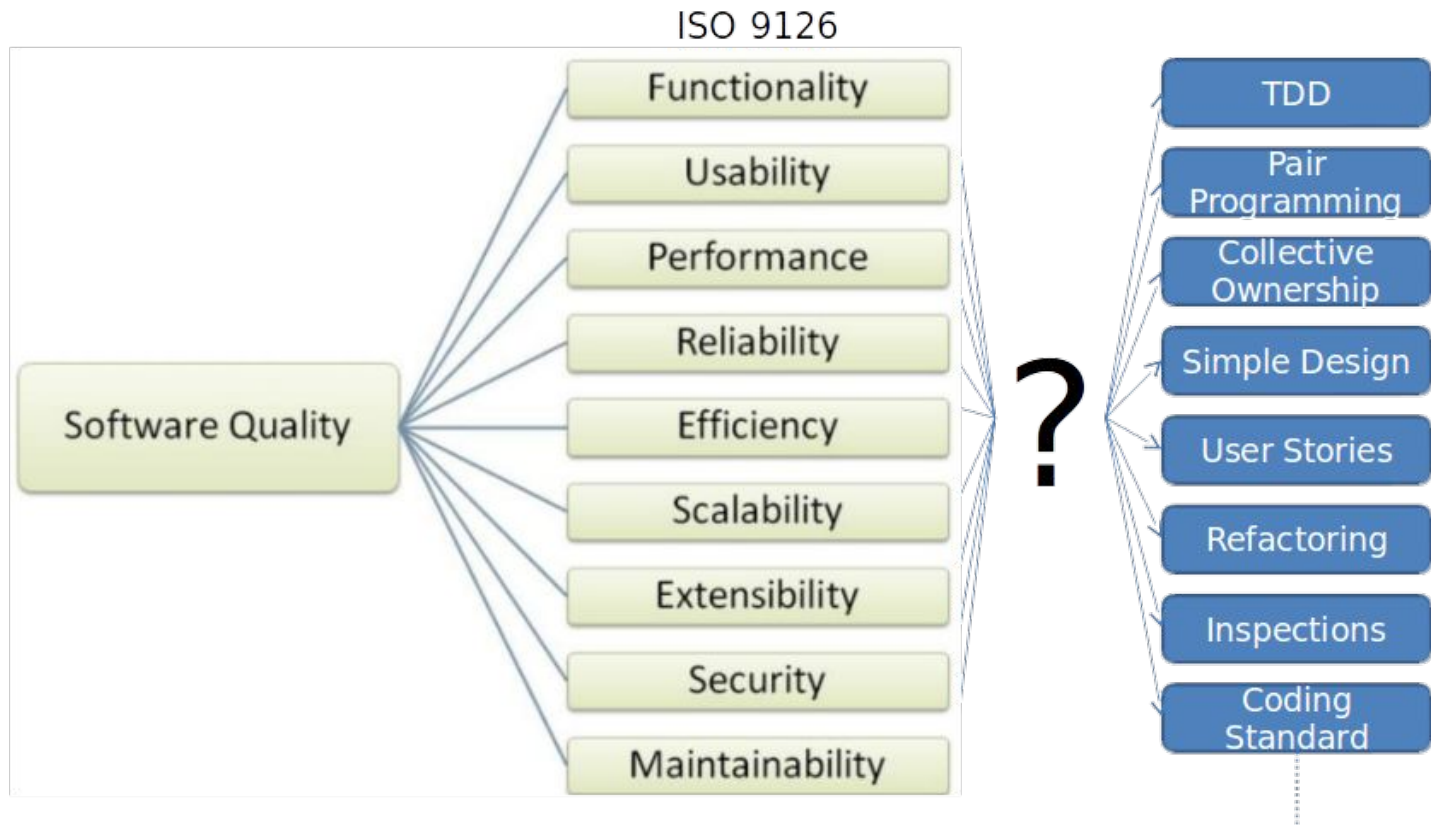 ISO 9126
Software Quality
Functionality
Usability
Performance
Reliability
Efficiency
Scalability
Extensibility
Security
Maintainability
?
TDD
Pair
Programming
Collective
Ownership
Simple Design
User Stories
Refactoring
Inspections
Coding
Standard